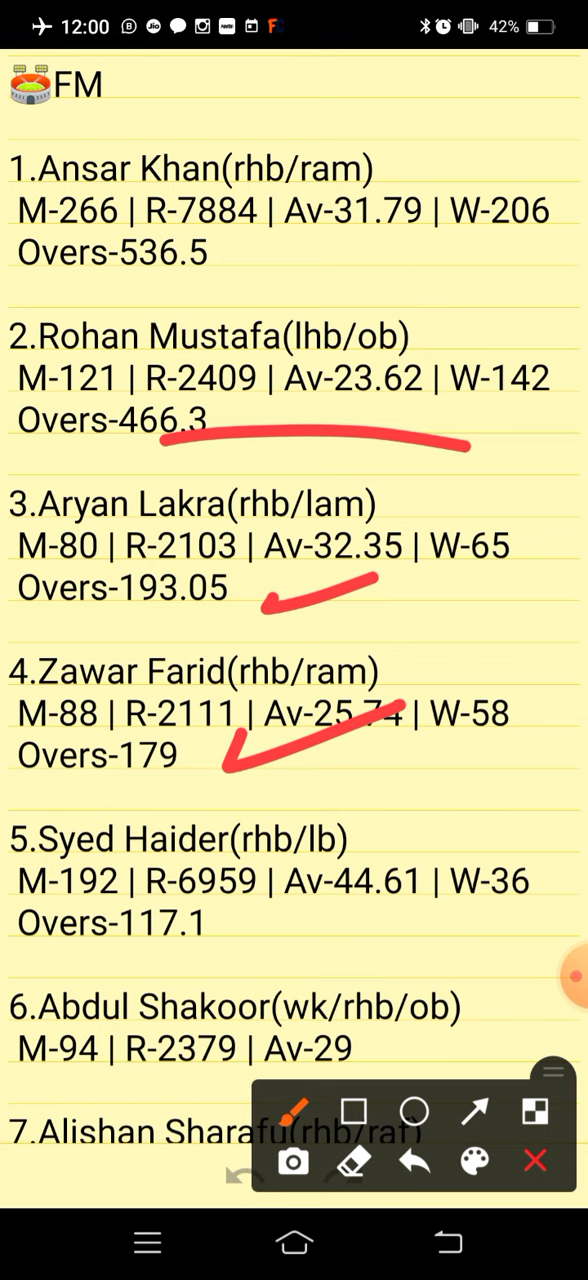 12:00
42%
FM
1.Ansar Khan(rhb/ram)
M-266 | R-7884 | Av-31.79 | W-206
Overs-536.5
2.Rohan Mustafa(lhb/ob)
M-121 | R-2409 | Av-23.62 | W-142
Overs-466.3
3.Aryan Lakra(rhb/lam)
M-80 | R-2103 | Av-32.35 | W-65
Overs-193.05
4.Zawar Farid(rhb/ram)
M-88 | R-2111 | Av-25.74 | W-58
Overs-179
5.Syed Haider(rhb/lb)
M-192 | R-6959 | Av-44.61 | W-36
Overs-117.1
6.Abdul Shakoor(wk/rhb/ob)
M-94 | R-2379 | Av-29
7.Alishan Sharafu(rhb/raf)